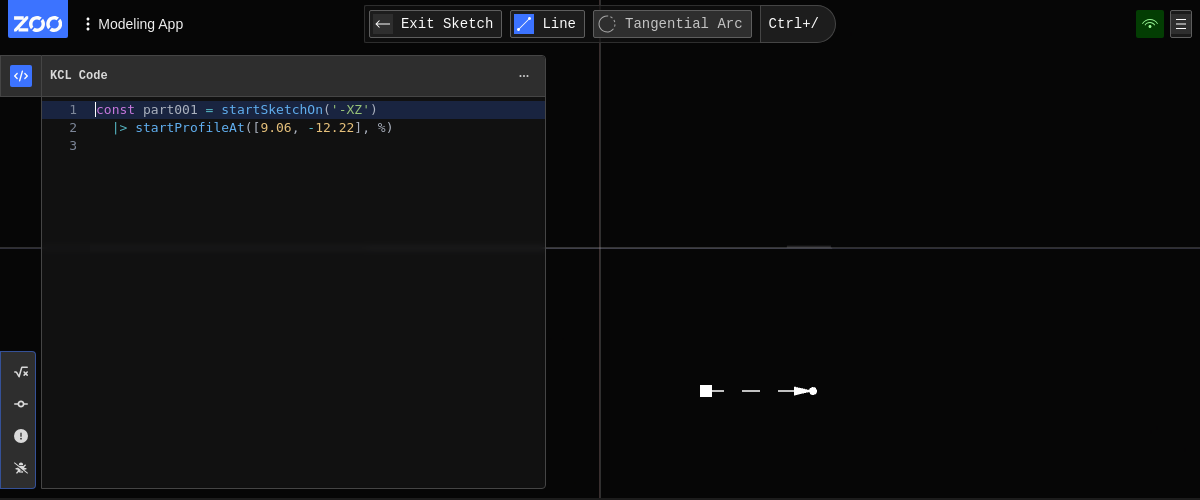 ZOO Modeling App Exit Sketch Line Tangential Arc Ctrl+/
KCL Code
1 const part001 = startSketchOn('-XZ')
2 |> startProfileAt([9.06, -12.22], %)
3